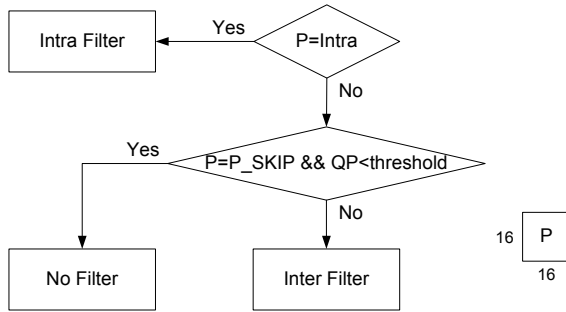 Intra Filter
Yes
P=Intra
No
Yes
P=P_SKIP && QP<threshold
No
No Filter
Inter Filter
16
P
16